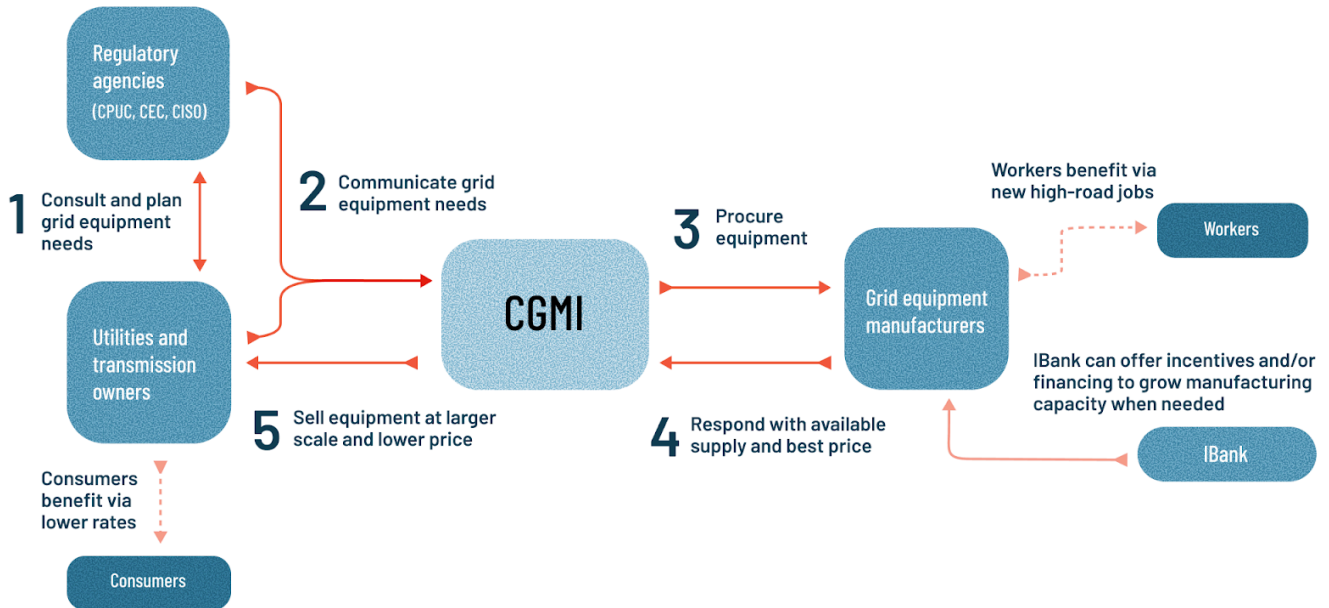 Regulatory
agencies
(CPUC, CEC, CISO)
1
Consult and plan
grid equipment
needs
2
Communicate grid
equipment needs
Utilities and
transmission
owners
CGMI
3
Procure
equipment
Grid equipment
manufacturers
Workers benefit via
new high-road jobs
Workers
IBank can offer incentives and/or
financing to grow manufacturing
capacity when needed
IBank
4
Respond with available
supply and best price
5
Sell equipment at larger
scale and lower price
Consumers
benefit via
lower rates
Consumers